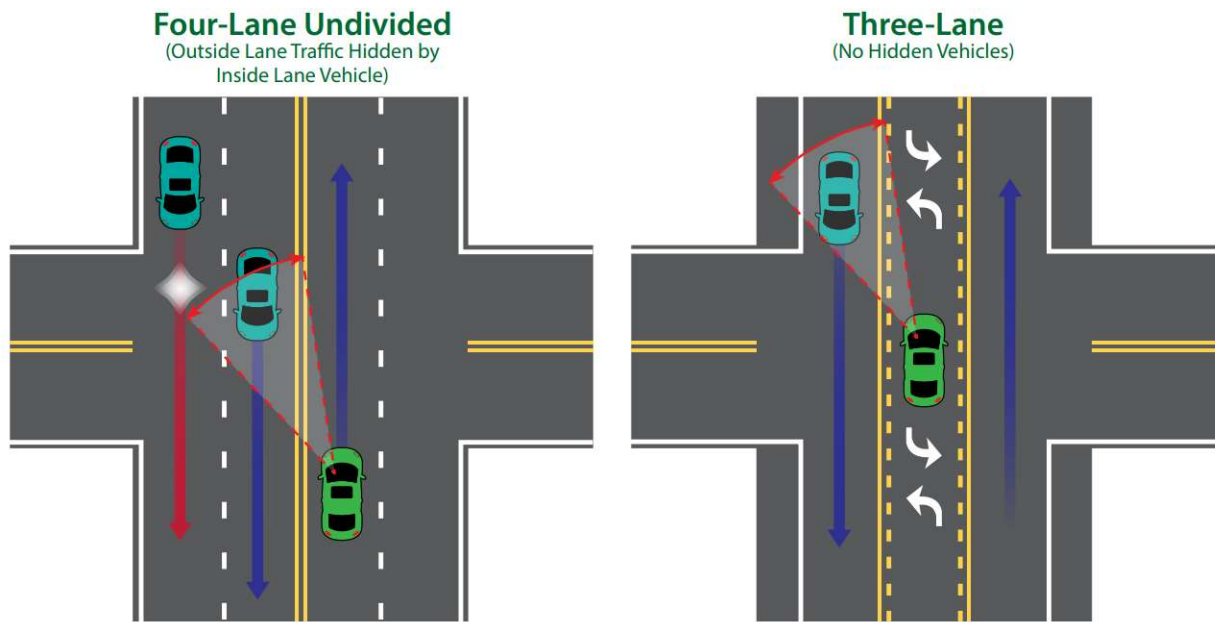 Four-Lane Undivided
(Outside Lane Traffic Hidden by
Inside Lane Vehicle)
Three-Lane
(No Hidden Vehicles)